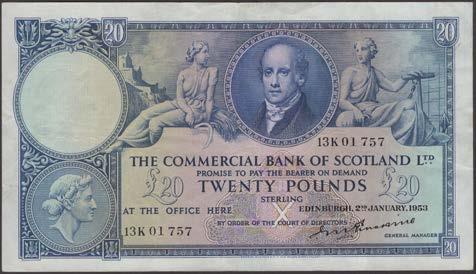 20
20
13K 01 757
THE COMMERCIAL BANK OF SCOTLAND LTD
PROMISE TO PAY THE BEARER ON DEMAND
£20 TWENTY POUNDS £20
STERLING
AT THE OFFICE HERE
EDINBURGH, 2ND JANUARY, 1953
BY ORDER OF THE COURT OF DIRECTORS
13K 01 757
GENERAL MANAGER
20
20